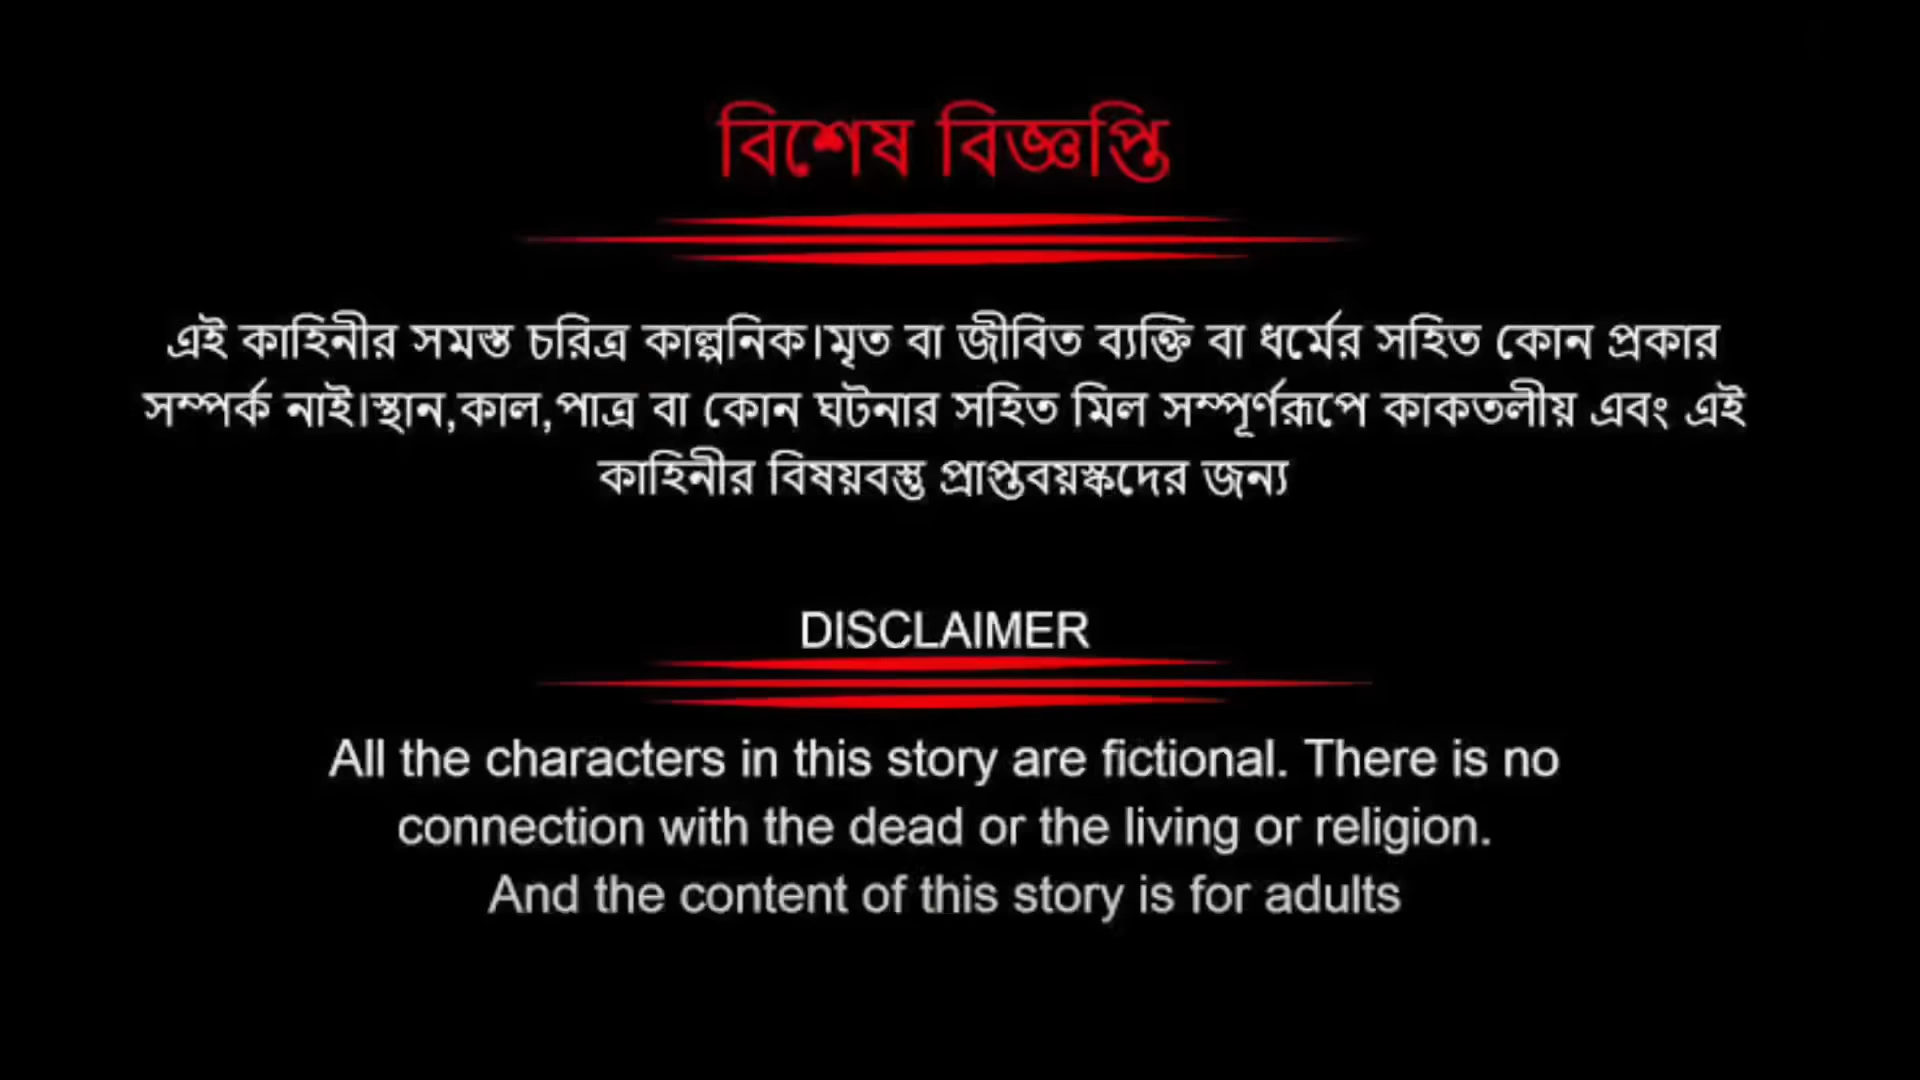 বিশেষ বিজ্ঞপ্তি
এই কাহিনীর সমস্ত চরিত্র কাল্পনিক।মৃত বা জীবিত ব্যক্তি বা ধর্মের সহিত কোন প্রকার
সম্পর্ক নাই।স্থান,কাল,পাত্র বা কোন ঘটনার সহিত মিল সম্পূর্ণরূপে কাকতলীয় এবং এই
কাহিনীর বিষয়বস্তু প্রাপ্তবয়স্কদের জন্য
DISCLAIMER
All the characters in this story are fictional. There is no
connection with the dead or the living or religion.
And the content of this story is for adults